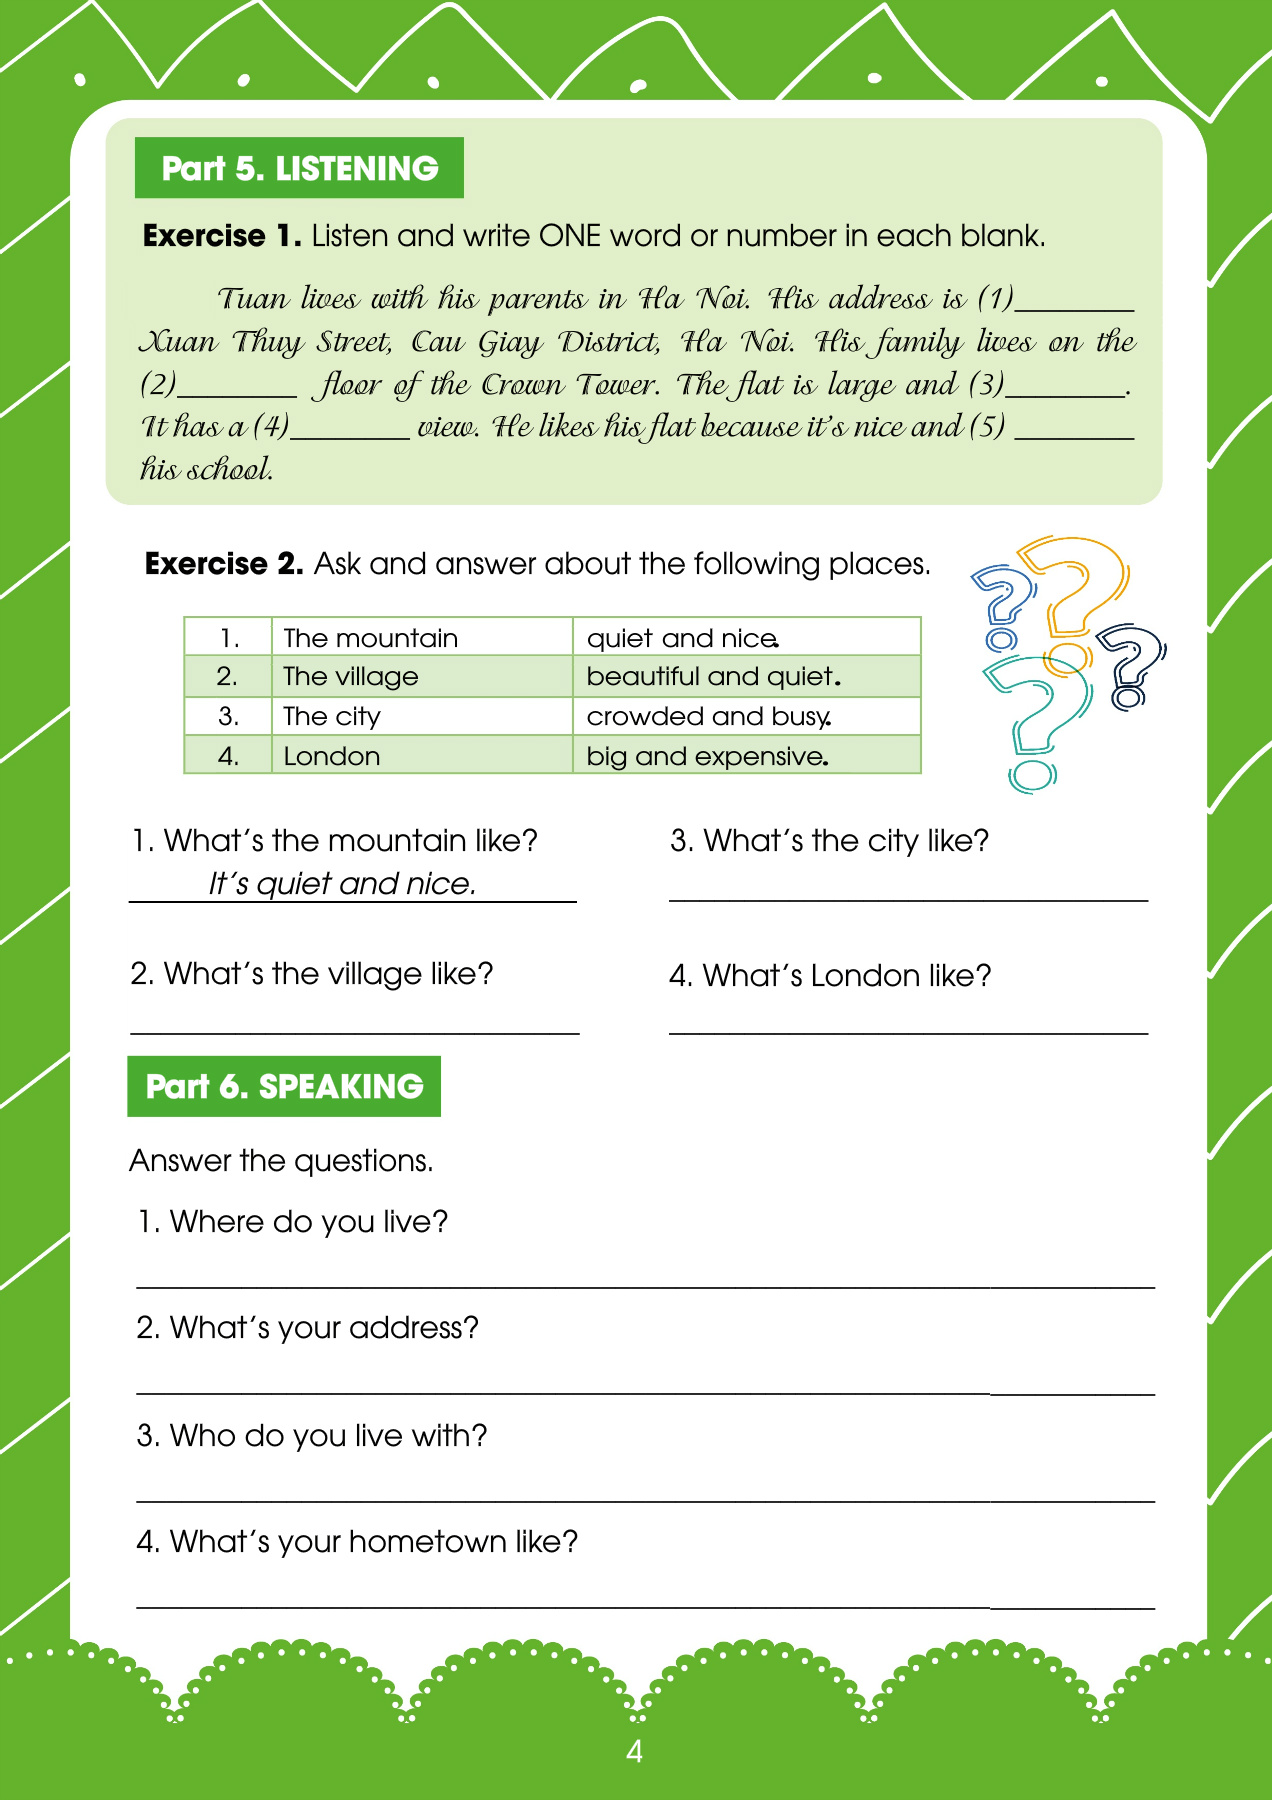 Part 5. LISTENING
Exercise 1. Listen and write ONE word or number in each blank.
Tuan lives with his parents in Ha Noi. His address is (1)________
Xuan Thuy Street, Cau Giay District, Ha Noi. His family lives on the
(2)________ floor of the Crown Tower. The flat is large and (3)________.
It has a (4)________ view. He likes his flat because it's nice and (5) ________
his school.
Exercise 2. Ask and answer about the following places.
1. The mountain quiet and nice.
2. The village beautiful and quiet.
3. The city crowded and busy.
4. London big and expensive.
1. What's the mountain like?
It's quiet and nice.
2. What's the village like?
3. What's the city like?
4. What's London like?
Part 6. SPEAKING
Answer the questions.
1. Where do you live?
2. What's your address?
3. Who do you live with?
4. What's your hometown like?
4